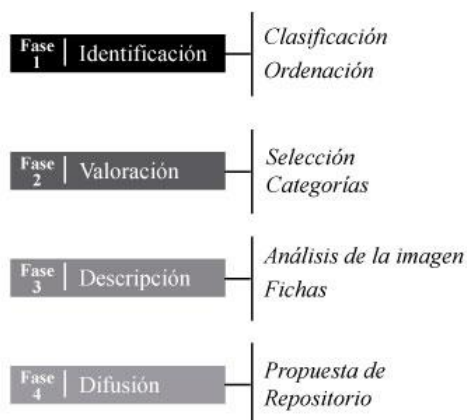 Fase 1 | Identificación
Clasificación
Ordenación
Fase 2 | Valoración
Selección
Categorías
Fase 3 | Descripción
Análisis de la imagen
Fichas
Fase 4 | Difusión
Propuesta de
Repositorio